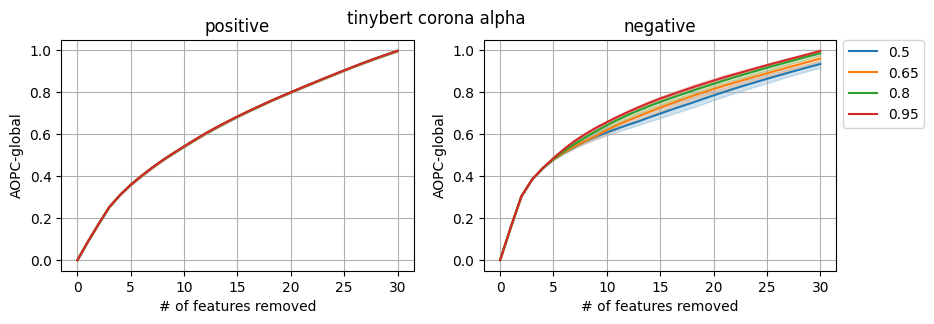 tinybert corona alpha
positive
AOPC-global
1.0
0.8
0.6
0.4
0.2
0.0
0 5 10 15 20 25 30
# of features removed
negative
AOPC-global
1.0
0.8
0.6
0.4
0.2
0.0
0 5 10 15 20 25 30
# of features removed
0.5
0.65
0.8
0.95